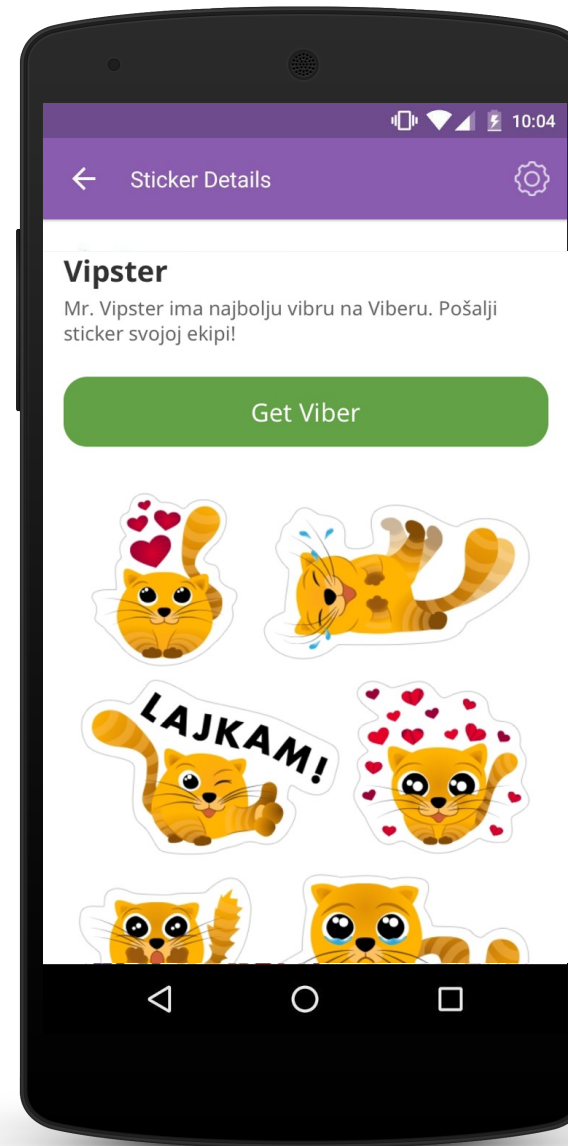 10:04
Sticker Details
Vipster
Mr. Vipster ima najbolju vibru na Viberu. Pošalji
sticker svojoj ekipi!
Get Viber
LAJKAM!